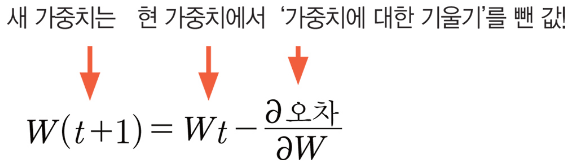 새 가중치는 현 가중치에서 ‘가중치에 대한 기울기’를 뺀 값!
W(t+1) = Wt − ∂오차/∂W